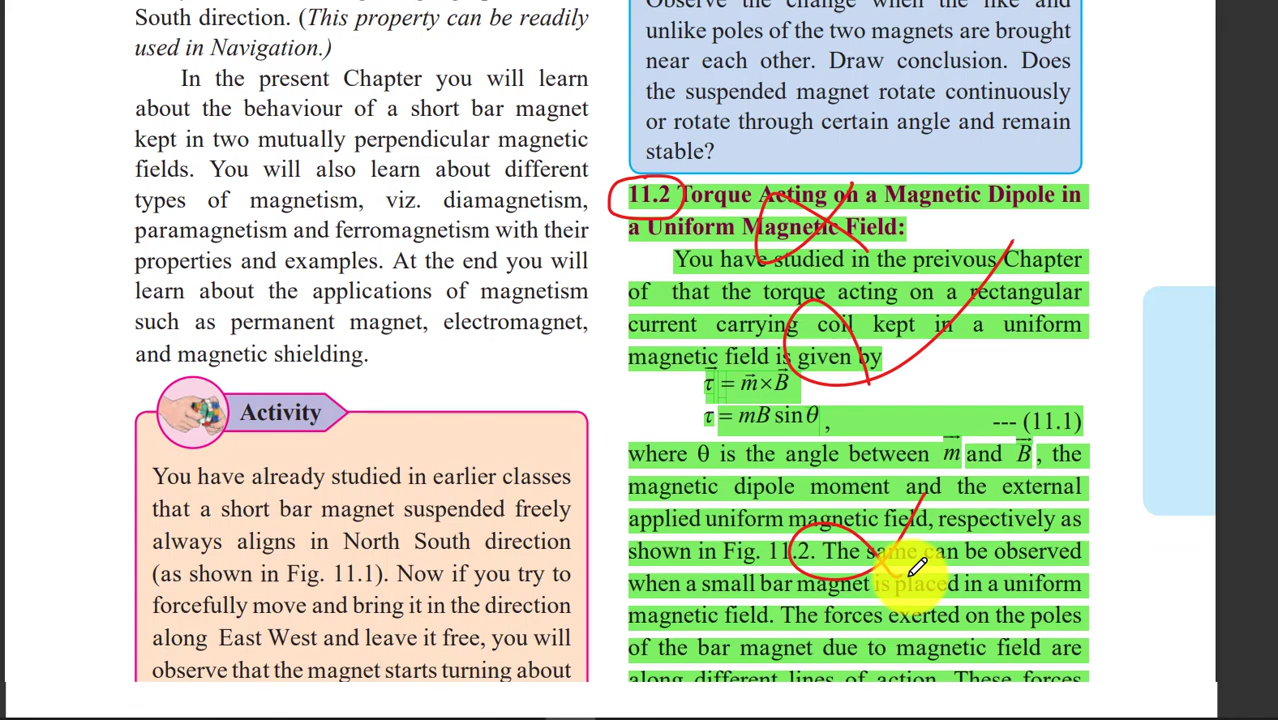 South direction. (This property can be readily
used in Navigation.)
In the present Chapter you will learn
about the behaviour of a short bar magnet
kept in two mutually perpendicular magnetic
fields. You will also learn about different
types of magnetism, viz. diamagnetism,
paramagnetism and ferromagnetism with their
properties and examples. At the end you will
learn about the applications of magnetism
such as permanent magnet, electromagnet,
and magnetic shielding.
Activity
You have already studied in earlier classes
that a short bar magnet suspended freely
always aligns in North South direction
(as shown in Fig. 11.1). Now if you try to
forcefully move and bring it in the direction
along East West and leave it free, you will
observe that the magnet starts turning about
Observe the change when the like and
unlike poles of the two magnets are brought
near each other. Draw conclusion. Does
the suspended magnet rotate continuously
or rotate through certain angle and remain
stable?
11.2 Torque Acting on a Magnetic Dipole in
a Uniform Magnetic Field:
You have studied in the preivous Chapter
of that the torque acting on a rectangular
current carrying coil kept in a uniform
magnetic field is given by
τ⃗ = m⃗ × B⃗
τ = mB sin θ , --- (11.1)
where θ is the angle between m⃗ and B⃗ , the
magnetic dipole moment and the external
applied uniform magnetic field, respectively as
shown in Fig. 11.2. The same can be observed
when a small bar magnet is placed in a uniform
magnetic field. The forces exerted on the poles
of the bar magnet due to magnetic field are
along different lines of action. These forces